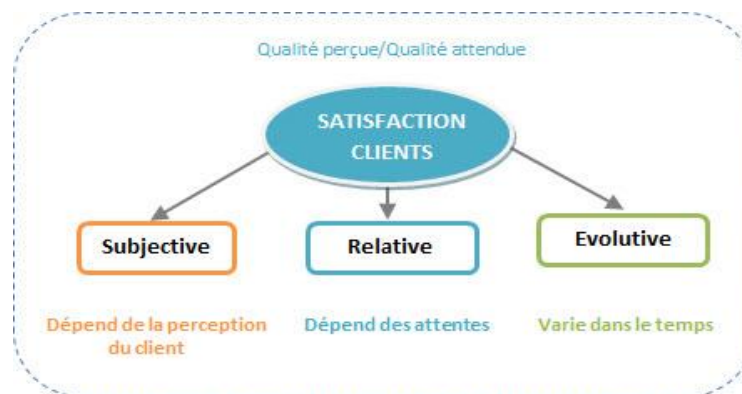 Qualité perçue/Qualité attendue
SATISFACTION
CLIENTS
Subjective
Relative
Evolutive
Dépend de la perception
du client
Dépend des attentes
Varie dans le temps